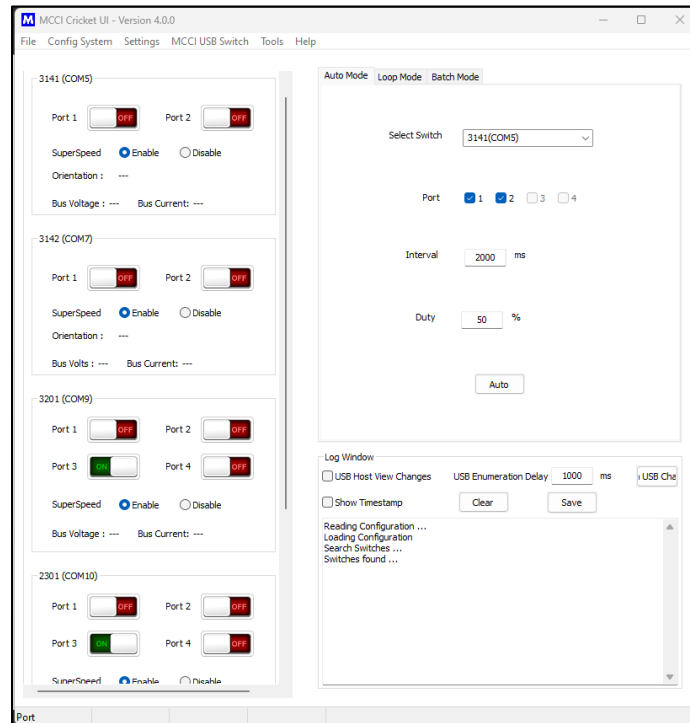 MCCI Cricket UI - Version 4.0.0
File Config System Settings MCCI USB Switch Tools Help
3141 (COM5)
Port 1 OFF Port 2 OFF
SuperSpeed Enable Disable
Orientation : ---
Bus Voltage : --- Bus Current: ---
3142 (COM7)
Port 1 OFF Port 2 OFF
SuperSpeed Enable Disable
Orientation : ---
Bus Volts : --- Bus Current: ---
3201 (COM9)
Port 1 OFF Port 2 OFF
Port 3 ON Port 4 OFF
SuperSpeed Enable Disable
Bus Voltage : --- Bus Current: ---
2301 (COM10)
Port 1 OFF Port 2 OFF
Port 3 ON Port 4 OFF
SuperSpeed Enable Disable
Auto Mode Loop Mode Batch Mode
Select Switch 3141(COM5)
Port 1 2 3 4
Interval 2000 ms
Duty 50 %
Auto
Log Window
USB Host View Changes USB Enumeration Delay 1000 ms USB Cha
Show Timestamp Clear Save
Reading Configuration ...
Loading Configuration
Search Switches ...
Switches found ...
Port